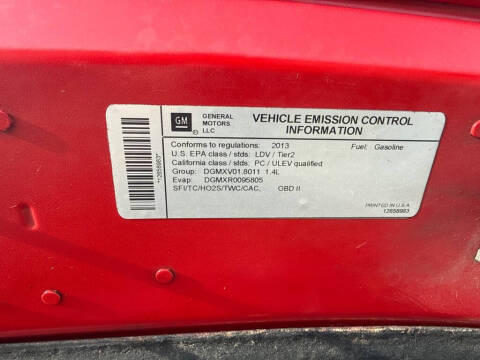 GM
GENERAL
MOTORS
LLC
©
VEHICLE EMISSION CONTROL
INFORMATION
Conforms to regulations: 2013 Fuel: Gasoline
U.S. EPA class / stds: LDV / Tier2
California class / stds: PC / ULEV qualified
Group: DGMXV01.8011 1.4L
Evap: DGMXR0095805
SFI/TC/HO2S/TWC/CAC, OBD II
PRINTED IN U.S.A
12658983
*12658983*